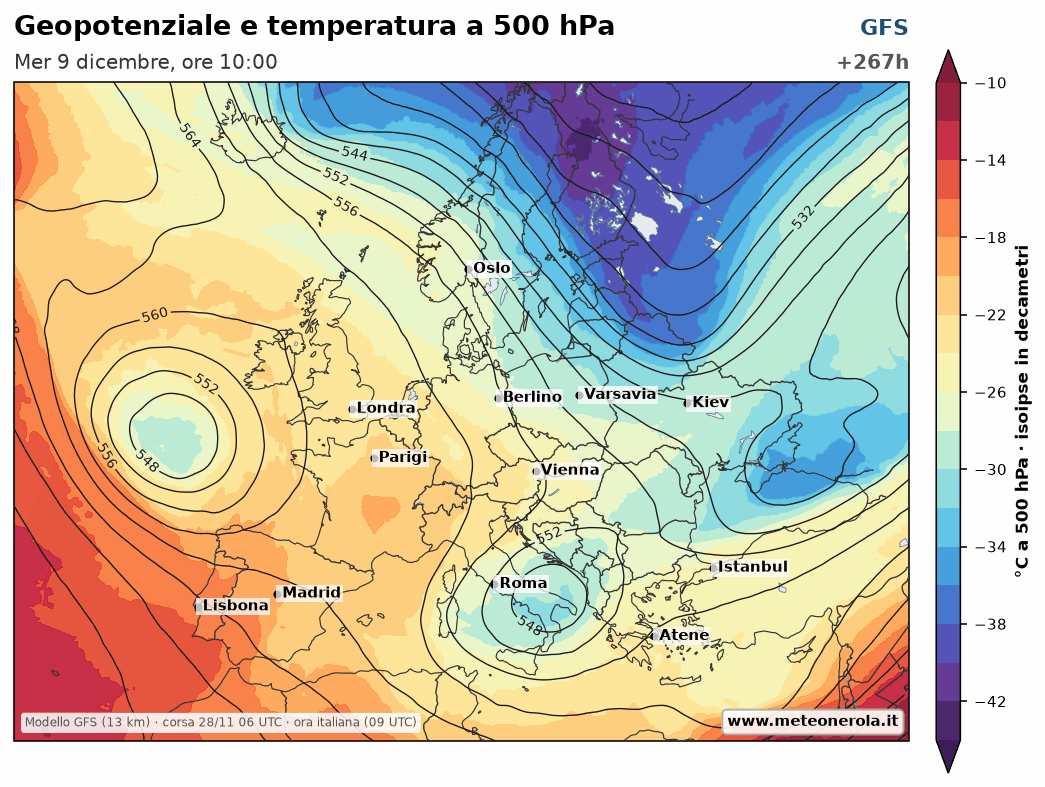 Geopotenziale e temperatura a 500 hPa
GFS
Mer 9 dicembre, ore 10:00
+267h
564
544
552
556
532
560
552
556
548
552
548
Oslo
Berlino
Varsavia
Kiev
Londra
Parigi
Vienna
Istanbul
Roma
Madrid
Lisbona
Atene
−10
−14
−18
−22
−26
−30
−34
−38
−42
°C a 500 hPa · isoipse in decametri
Modello GFS (13 km) · corsa 28/11 06 UTC · ora italiana (09 UTC)
www.meteonerola.it